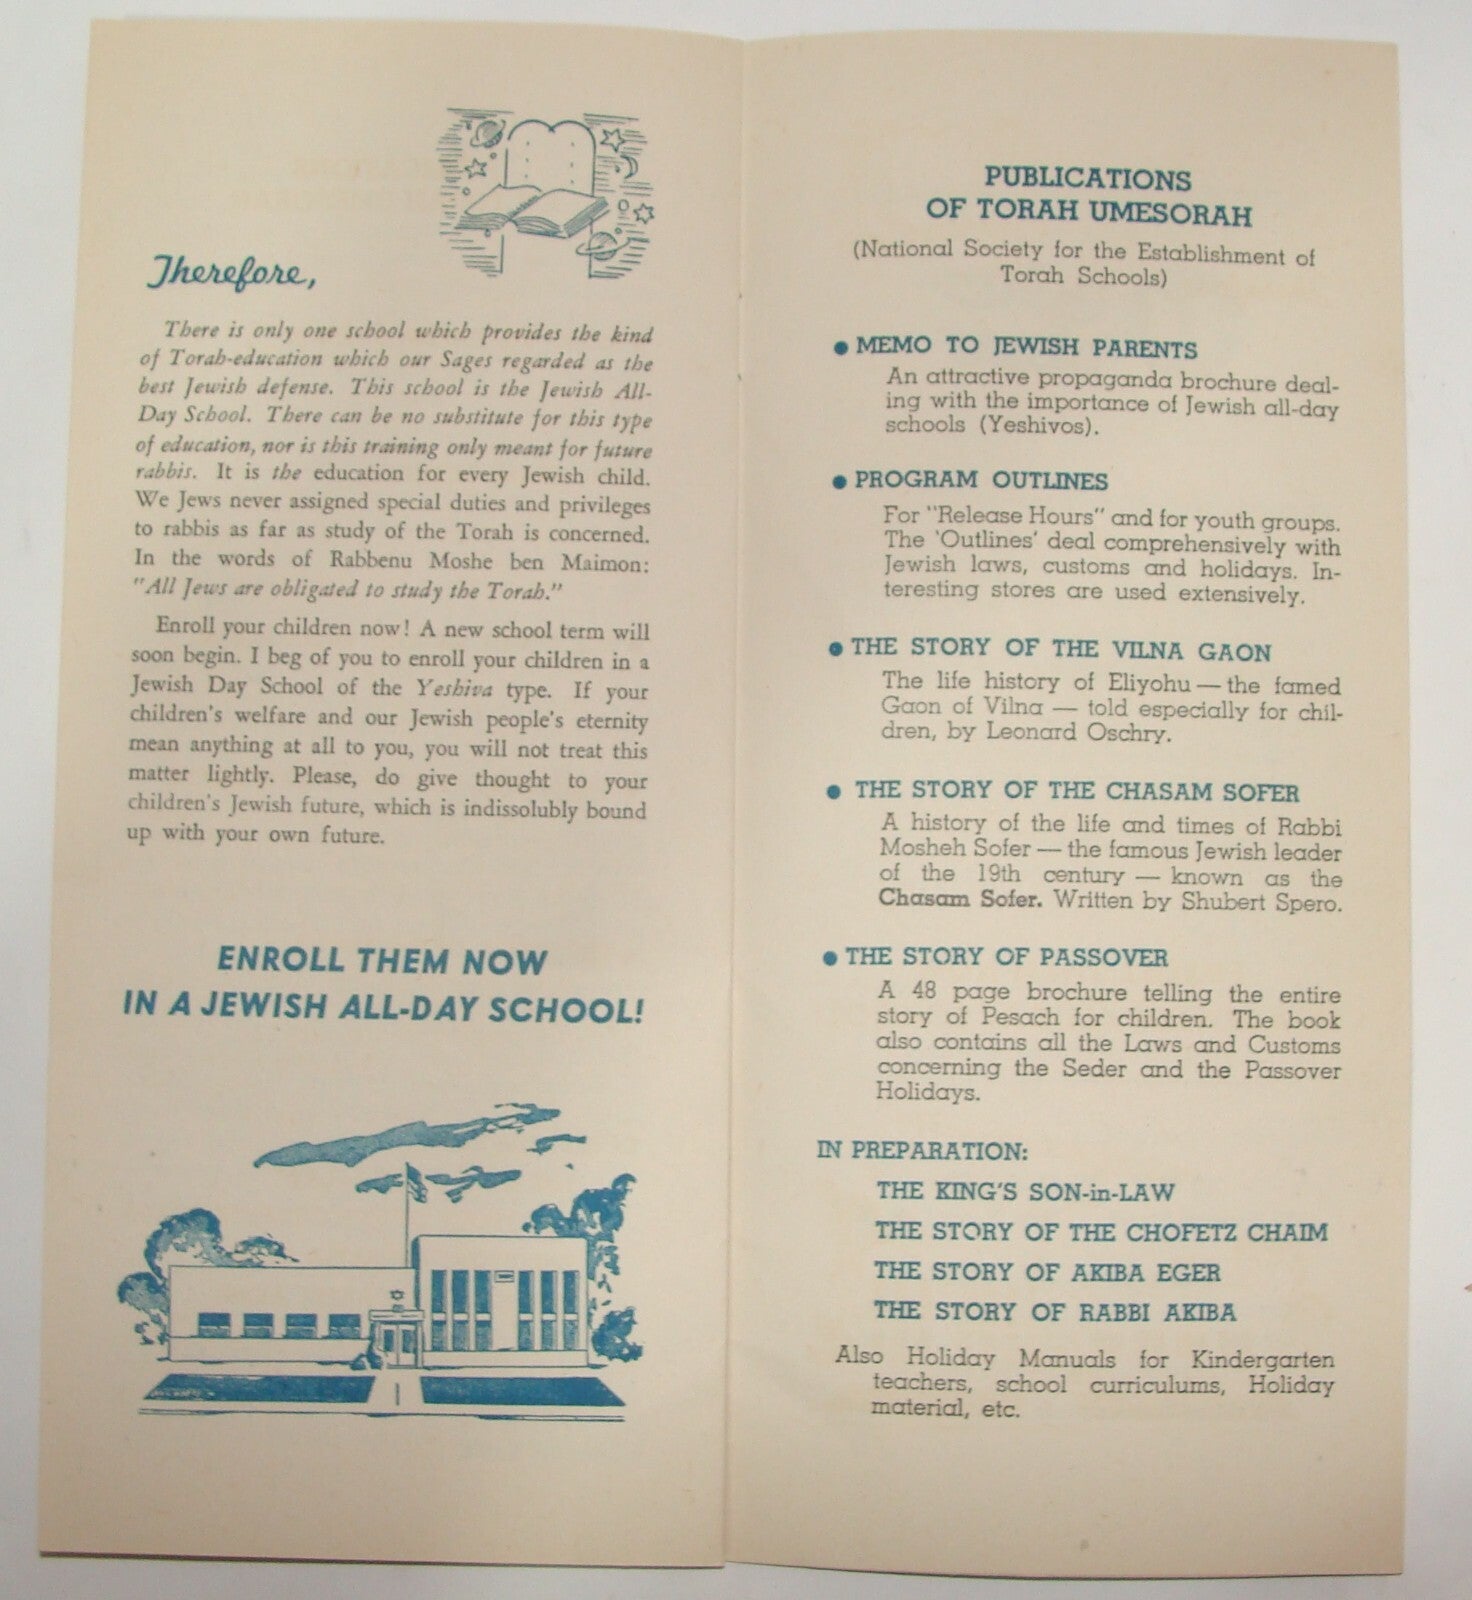 Therefore,
There is only one school which provides the kind
of Torah-education which our Sages regarded as the
best Jewish defense. This school is the Jewish All-
Day School. There can be no substitute for this type
of education, nor is this training only meant for future
rabbis. It is the education for every Jewish child.
We Jews never assigned special duties and privileges
to rabbis as far as study of the Torah is concerned.
In the words of Rabbenu Moshe ben Maimon:
"All Jews are obligated to study the Torah."
Enroll your children now! A new school term will
soon begin. I beg of you to enroll your children in a
Jewish Day School of the Yeshiva type. If your
children's welfare and our Jewish people's eternity
mean anything at all to you, you will not treat this
matter lightly. Please, do give thought to your
children's Jewish future, which is indissolubly bound
up with your own future.
ENROLL THEM NOW
IN A JEWISH ALL-DAY SCHOOL!
PUBLICATIONS
OF TORAH UMESORAH
(National Society for the Establishment of
Torah Schools)
● MEMO TO JEWISH PARENTS
An attractive propaganda brochure deal-
ing with the importance of Jewish all-day
schools (Yeshivos).
● PROGRAM OUTLINES
For "Release Hours" and for youth groups.
The 'Outlines' deal comprehensively with
Jewish laws, customs and holidays. In-
teresting stores are used extensively.
● THE STORY OF THE VILNA GAON
The life history of Eliyohu — the famed
Gaon of Vilna — told especially for chil-
dren, by Leonard Oschry.
● THE STORY OF THE CHASAM SOFER
A history of the life and times of Rabbi
Mosheh Sofer — the famous Jewish leader
of the 19th century — known as the
Chasam Sofer. Written by Shubert Spero.
● THE STORY OF PASSOVER
A 48 page brochure telling the entire
story of Pesach for children. The book
also contains all the Laws and Customs
concerning the Seder and the Passover
Holidays.
IN PREPARATION:
THE KING'S SON-in-LAW
THE STORY OF THE CHOFETZ CHAIM
THE STORY OF AKIBA EGER
THE STORY OF RABBI AKIBA
Also Holiday Manuals for Kindergarten
teachers, school curriculums, Holiday
material, etc.